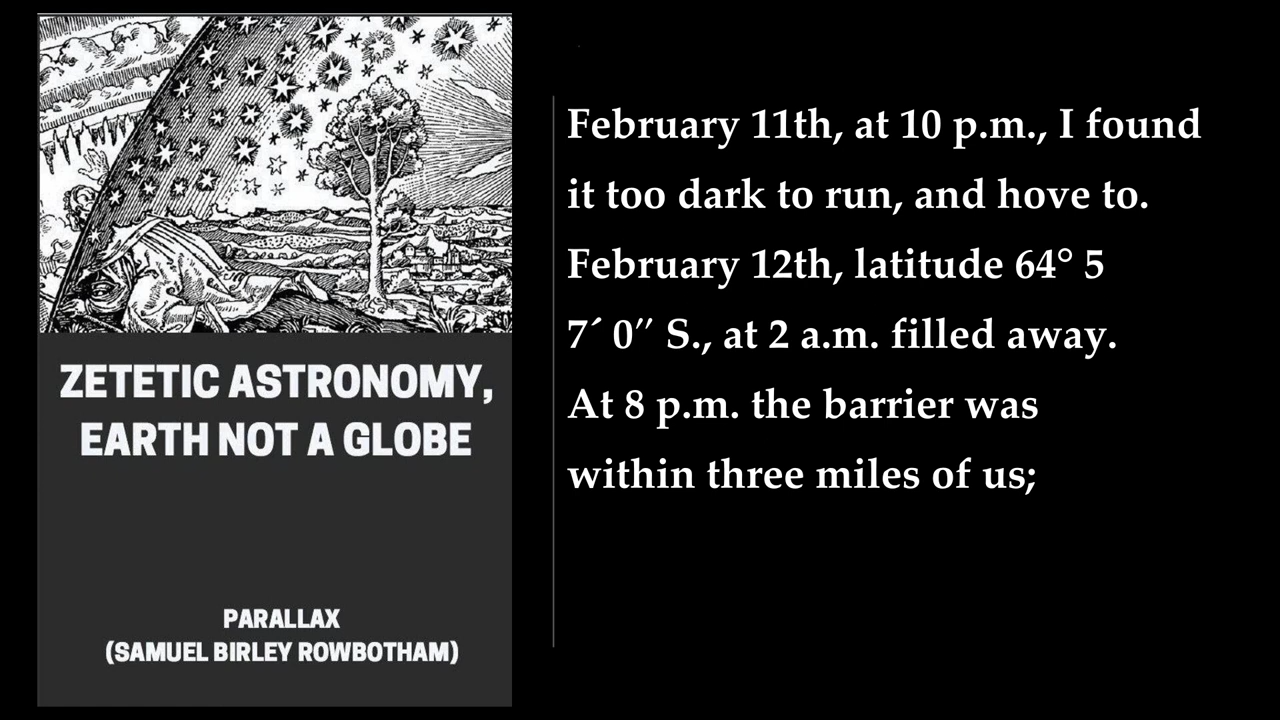 ZETETIC ASTRONOMY,
EARTH NOT A GLOBE
PARALLAX
(SAMUEL BIRLEY ROWBOTHAM)
February 11th, at 10 p.m., I found
it too dark to run, and hove to.
February 12th, latitude 64° 5
7´ 0″ S., at 2 a.m. filled away.
At 8 p.m. the barrier was
within three miles of us;